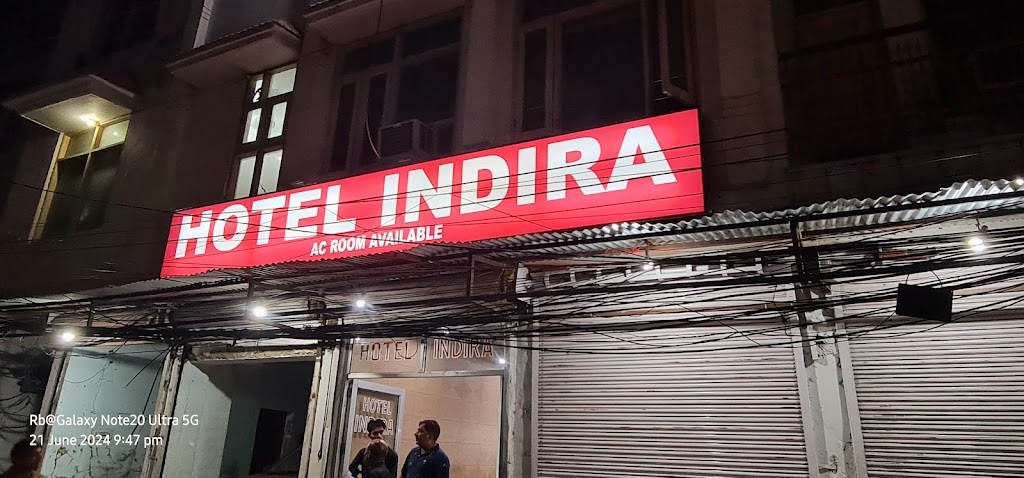 HOTEL INDIRA
AC ROOM AVAILABLE
HOTEL INDIRA
HOTEL
Rb@Galaxy Note20 Ultra 5G
21 June 2024 9:47 pm